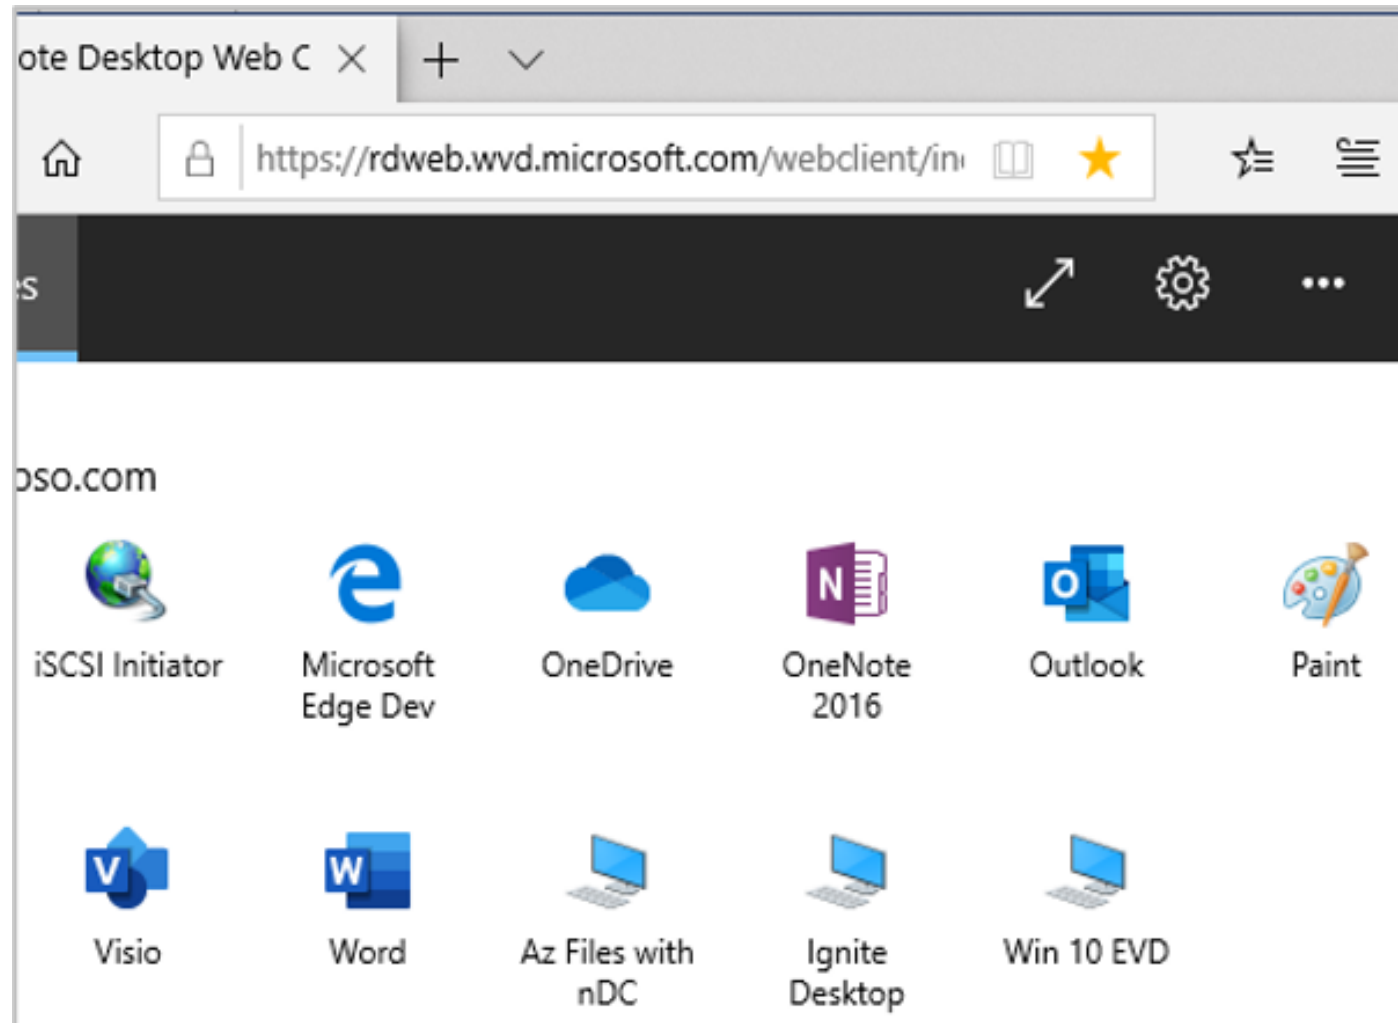 ote Desktop Web C
https://rdweb.wvd.microsoft.com/webclient/in
es
oso.com
iSCSI Initiator
Microsoft
Edge Dev
OneDrive
OneNote
2016
Outlook
Paint
Visio
Word
Az Files with
nDC
Ignite
Desktop
Win 10 EVD